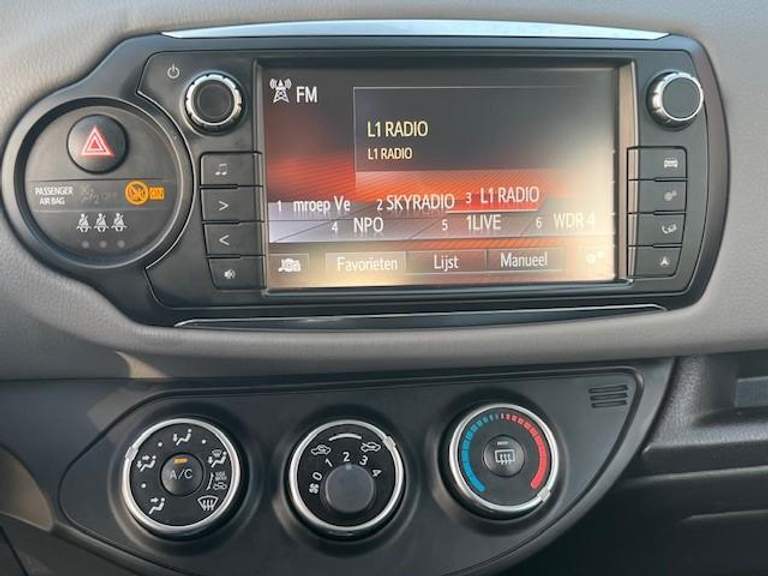 FM
L1 RADIO
L1 RADIO
1 mroep Ve 2 SKYRADIO 3 L1 RADIO
4 NPO 5 1LIVE 6 WDR 4
Favorieten Lijst Manueel
PASSENGER
AIR BAG OFF ON
A/C
0 1 2 3 4